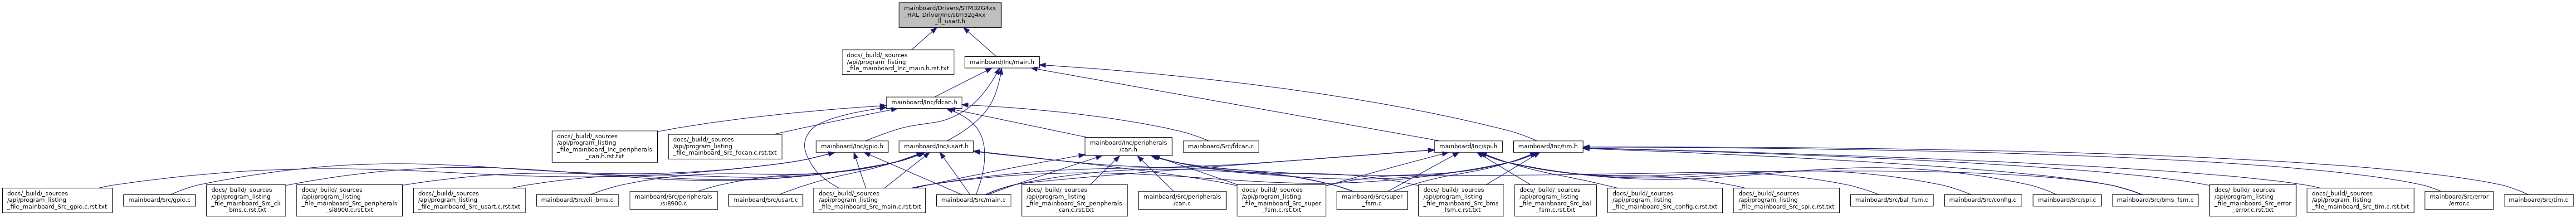 mainboard/Drivers/STM32G4xx
_HAL_Driver/Inc/stm32g4xx
_ll_usart.h
docs/_build/_sources
/api/program_listing
_file_mainboard_Inc_main.h.rst.txt
mainboard/Inc/main.h
mainboard/Inc/fdcan.h
docs/_build/_sources
/api/program_listing
_file_mainboard_Inc_peripherals
_can.h.rst.txt
docs/_build/_sources
/api/program_listing
_file_mainboard_Src_fdcan.c.rst.txt
mainboard/Inc/gpio.h
mainboard/Inc/usart.h
mainboard/Inc/peripherals
/can.h
mainboard/Src/fdcan.c
mainboard/Inc/spi.h
mainboard/Inc/tim.h
docs/_build/_sources
/api/program_listing
_file_mainboard_Src_gpio.c.rst.txt
mainboard/Src/gpio.c
docs/_build/_sources
/api/program_listing
_file_mainboard_Src_cli
_bms.c.rst.txt
docs/_build/_sources
/api/program_listing
_file_mainboard_Src_peripherals
_si8900.c.rst.txt
docs/_build/_sources
/api/program_listing
_file_mainboard_Src_usart.c.rst.txt
mainboard/Src/cli_bms.c
mainboard/Src/peripherals
/si8900.c
mainboard/Src/usart.c
docs/_build/_sources
/api/program_listing
_file_mainboard_Src_main.c.rst.txt
mainboard/Src/main.c
docs/_build/_sources
/api/program_listing
_file_mainboard_Src_peripherals
_can.c.rst.txt
mainboard/Src/peripherals
/can.c
docs/_build/_sources
/api/program_listing
_file_mainboard_Src_super
_fsm.c.rst.txt
mainboard/Src/super
_fsm.c
docs/_build/_sources
/api/program_listing
_file_mainboard_Src_bms
_fsm.c.rst.txt
docs/_build/_sources
/api/program_listing
_file_mainboard_Src_bal
_fsm.c.rst.txt
docs/_build/_sources
/api/program_listing
_file_mainboard_Src_config.c.rst.txt
docs/_build/_sources
/api/program_listing
_file_mainboard_Src_spi.c.rst.txt
mainboard/Src/bal_fsm.c
mainboard/Src/config.c
mainboard/Src/spi.c
mainboard/Src/bms_fsm.c
docs/_build/_sources
/api/program_listing
_file_mainboard_Src_error
_error.c.rst.txt
docs/_build/_sources
/api/program_listing
_file_mainboard_Src_tim.c.rst.txt
mainboard/Src/error
/error.c
mainboard/Src/tim.c